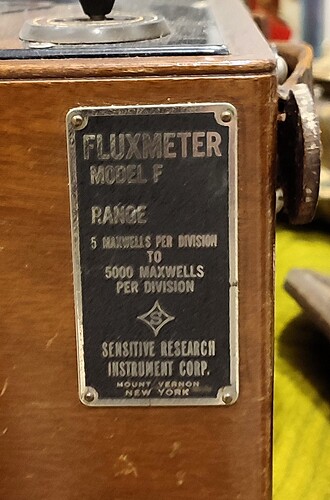 FLUXMETER
MODEL F
RANGE
5 MAXWELLS PER DIVISION
TO
5000 MAXWELLS
PER DIVISION
S
SENSITIVE RESEARCH
INSTRUMENT CORP.
MOUNT VERNON
NEW YORK